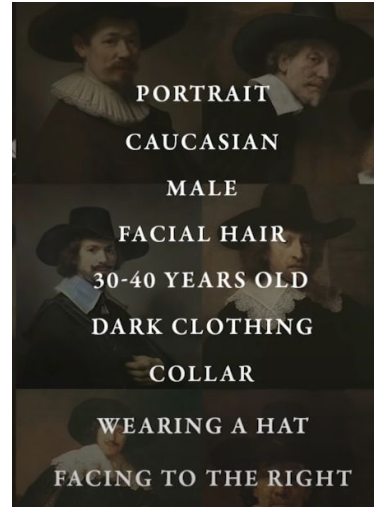 PORTRAIT
CAUCASIAN
MALE
FACIAL HAIR
30-40 YEARS OLD
DARK CLOTHING
COLLAR
WEARING A HAT
FACING TO THE RIGHT